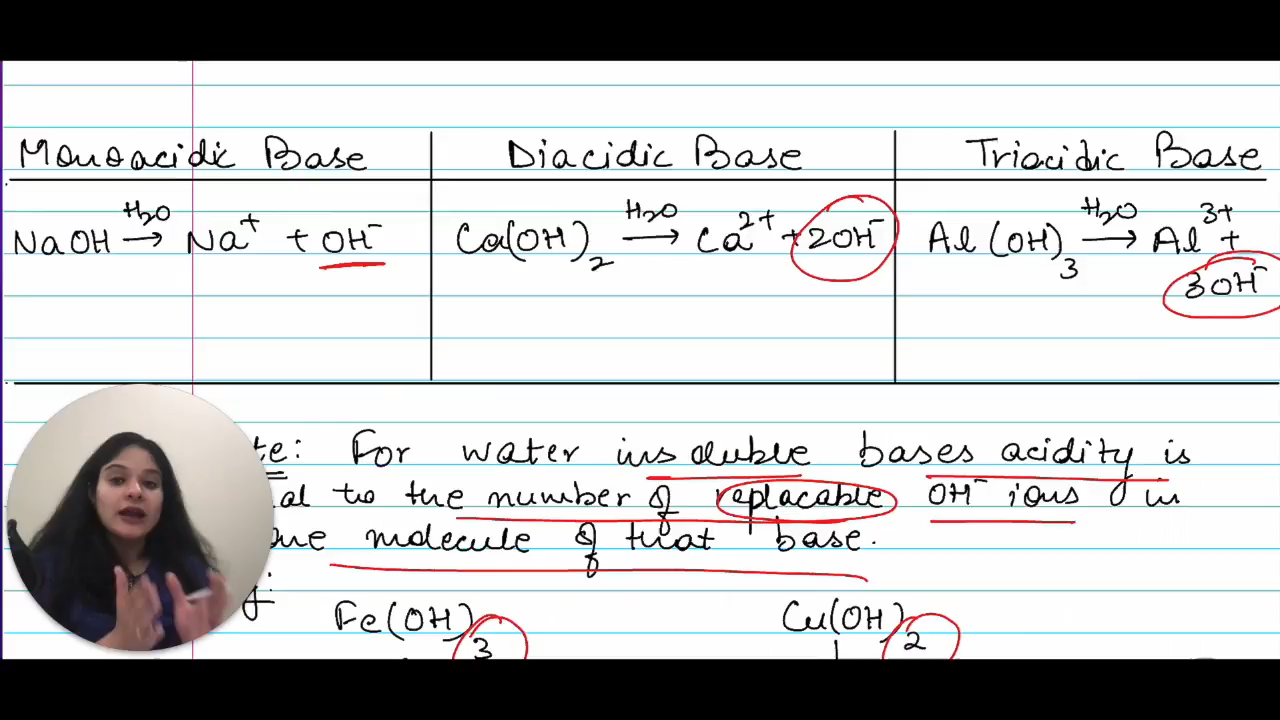 Monoacidic Base Diacidic Base Triacidic Base
NaOH H₂O→ Na⁺ + OH⁻ Ca(OH)₂ H₂O→ Ca²⁺ + 2OH⁻ Al(OH)₃ H₂O→ Al³⁺ +
3OH⁻
te: For water insoluble bases acidity is
al to the number of replacable OH⁻ ions in
one molecule of that base.
Fe(OH)₃ Cu(OH)₂